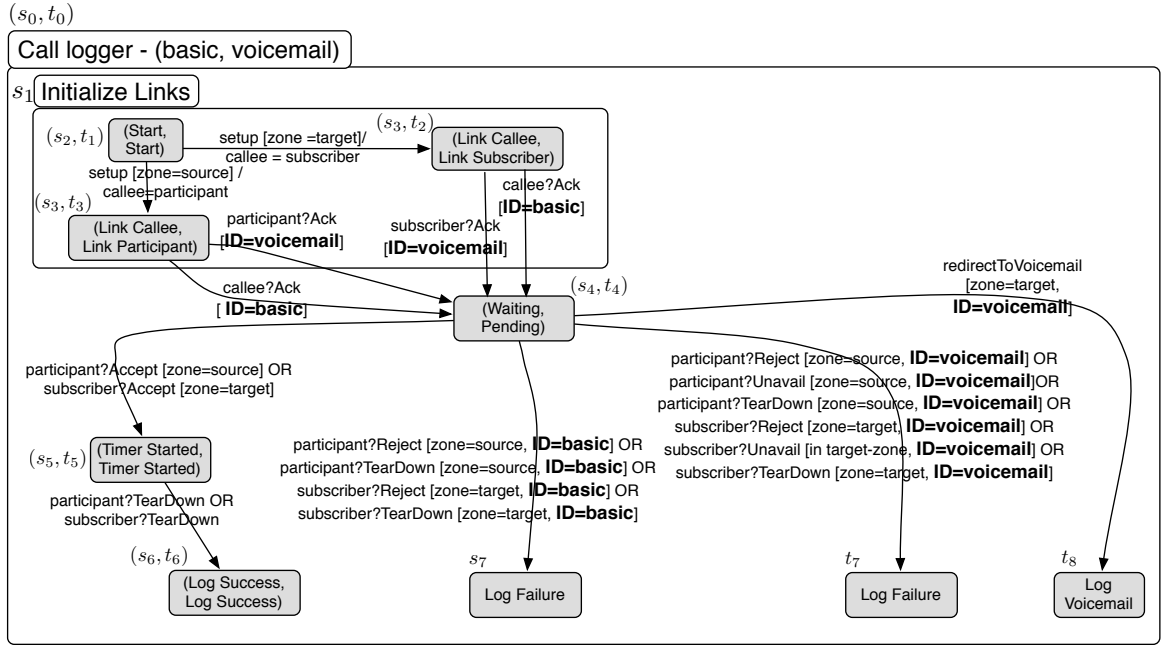 (s₀, t₀)
Call logger - (basic, voicemail)
s₁ Initialize Links
(s₂, t₁)
(Start,
Start)
setup [zone =target]/
callee = subscriber
(s₃, t₂)
(Link Callee,
Link Subscriber)
setup [zone=source] /
callee=participant
(s₃, t₃)
(Link Callee,
Link Participant)
participant?Ack
[ID=voicemail]
subscriber?Ack
[ID=voicemail]
callee?Ack
[ID=basic]
callee?Ack
[ ID=basic]
(s₄, t₄)
(Waiting,
Pending)
redirectToVoicemail
[zone=target,
ID=voicemail]
participant?Accept [zone=source] OR
subscriber?Accept [zone=target]
participant?Reject [zone=source, ID=basic] OR
participant?TearDown [zone=source, ID=basic] OR
subscriber?Reject [zone=target, ID=basic] OR
subscriber?TearDown [zone=target, ID=basic]
participant?Reject [zone=source, ID=voicemail] OR
participant?Unavail [zone=source, ID=voicemail]OR
participant?TearDown [zone=source, ID=voicemail] OR
subscriber?Reject [zone=target, ID=voicemail] OR
subscriber?Unavail [in target-zone, ID=voicemail] OR
subscriber?TearDown [zone=target, ID=voicemail]
(s₅, t₅)
(Timer Started,
Timer Started)
participant?TearDown OR
subscriber?TearDown
(s₆, t₆)
(Log Success,
Log Success)
s₇
Log Failure
t₇
Log Failure
t₈
Log
Voicemail